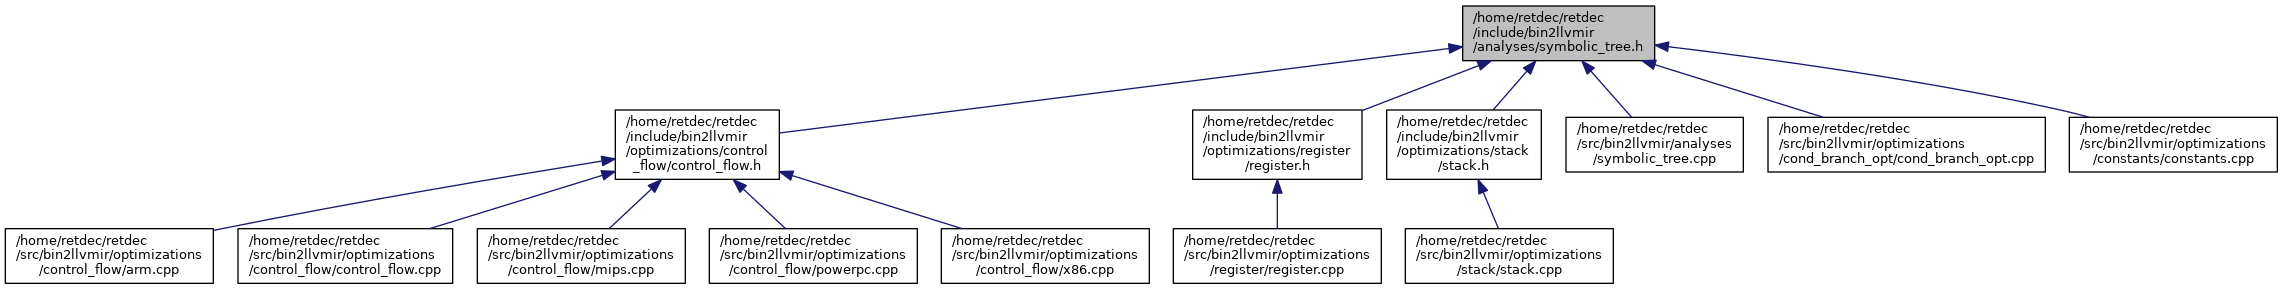 /home/retdec/retdec
/include/bin2llvmir
/analyses/symbolic_tree.h
/home/retdec/retdec
/include/bin2llvmir
/optimizations/control
_flow/control_flow.h
/home/retdec/retdec
/include/bin2llvmir
/optimizations/register
/register.h
/home/retdec/retdec
/include/bin2llvmir
/optimizations/stack
/stack.h
/home/retdec/retdec
/src/bin2llvmir/analyses
/symbolic_tree.cpp
/home/retdec/retdec
/src/bin2llvmir/optimizations
/cond_branch_opt/cond_branch_opt.cpp
/home/retdec/retdec
/src/bin2llvmir/optimizations
/constants/constants.cpp
/home/retdec/retdec
/src/bin2llvmir/optimizations
/control_flow/arm.cpp
/home/retdec/retdec
/src/bin2llvmir/optimizations
/control_flow/control_flow.cpp
/home/retdec/retdec
/src/bin2llvmir/optimizations
/control_flow/mips.cpp
/home/retdec/retdec
/src/bin2llvmir/optimizations
/control_flow/powerpc.cpp
/home/retdec/retdec
/src/bin2llvmir/optimizations
/control_flow/x86.cpp
/home/retdec/retdec
/src/bin2llvmir/optimizations
/register/register.cpp
/home/retdec/retdec
/src/bin2llvmir/optimizations
/stack/stack.cpp